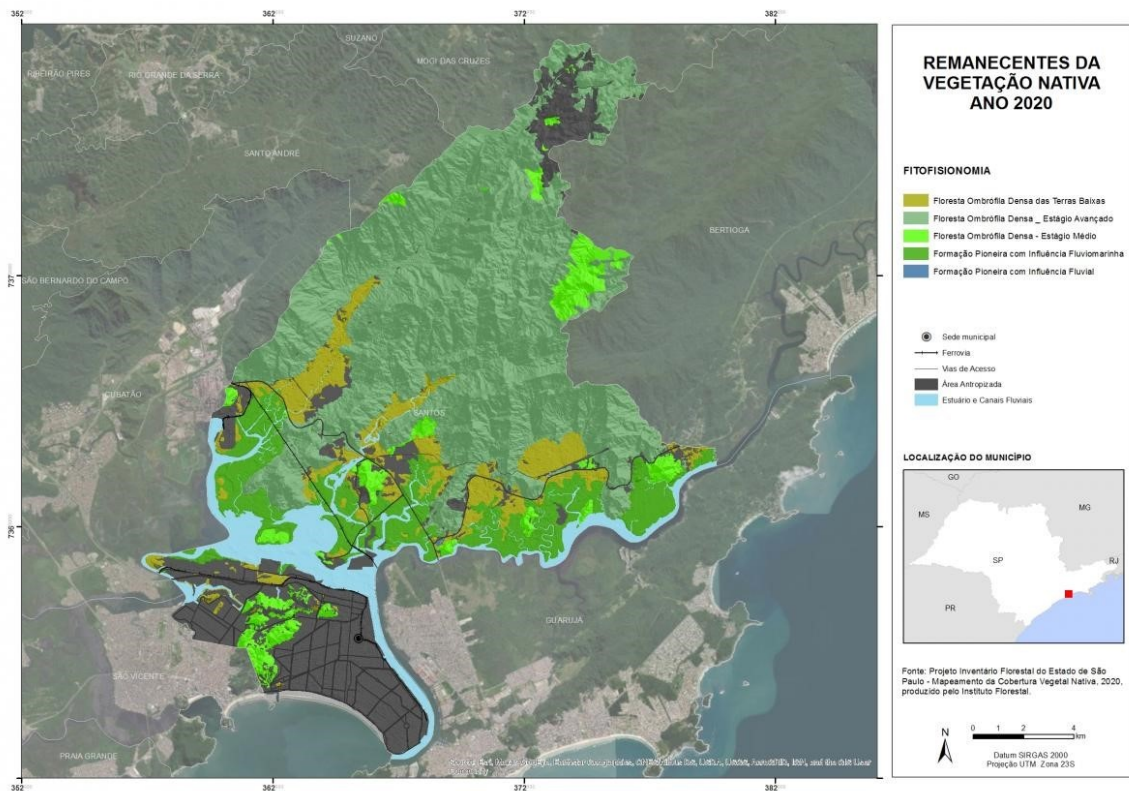 352
362
372
382
SUZANO
MOGI DAS CRUZES
RIBEIRÃO PIRES
RIO GRANDE DA SERRA
SANTO ANDRÉ
BERTIOGA
737
SÃO BERNARDO DO CAMPO
CUBATÃO
SANTOS
736
GUARUJÁ
SÃO VICENTE
PRAIA GRANDE
352
362
372
382
REMANECENTES DA
VEGETAÇÃO NATIVA
ANO 2020
FITOFISIONOMIA
Floresta Ombrófila Densa das Terras Baixas
Floresta Ombrófila Densa _ Estágio Avançado
Floresta Ombrófila Densa - Estágio Médio
Formação Pioneira com Influência Fluviomarinha
Formação Pioneira com Influência Fluvial
Sede municipal
Ferrovia
Vias de Acesso
Área Antropizada
Estuário e Canais Fluviais
LOCALIZAÇÃO DO MUNICÍPIO
GO
MS
MG
SP
RJ
PR
Fonte: Projeto Inventário Florestal do Estado de São
Paulo - Mapeamento da Cobertura Vegetal Nativa, 2020,
produzido pelo Instituto Florestal.
N
0 1 2 4
km
Datum SIRGAS 2000
Projeção UTM Zona 23S